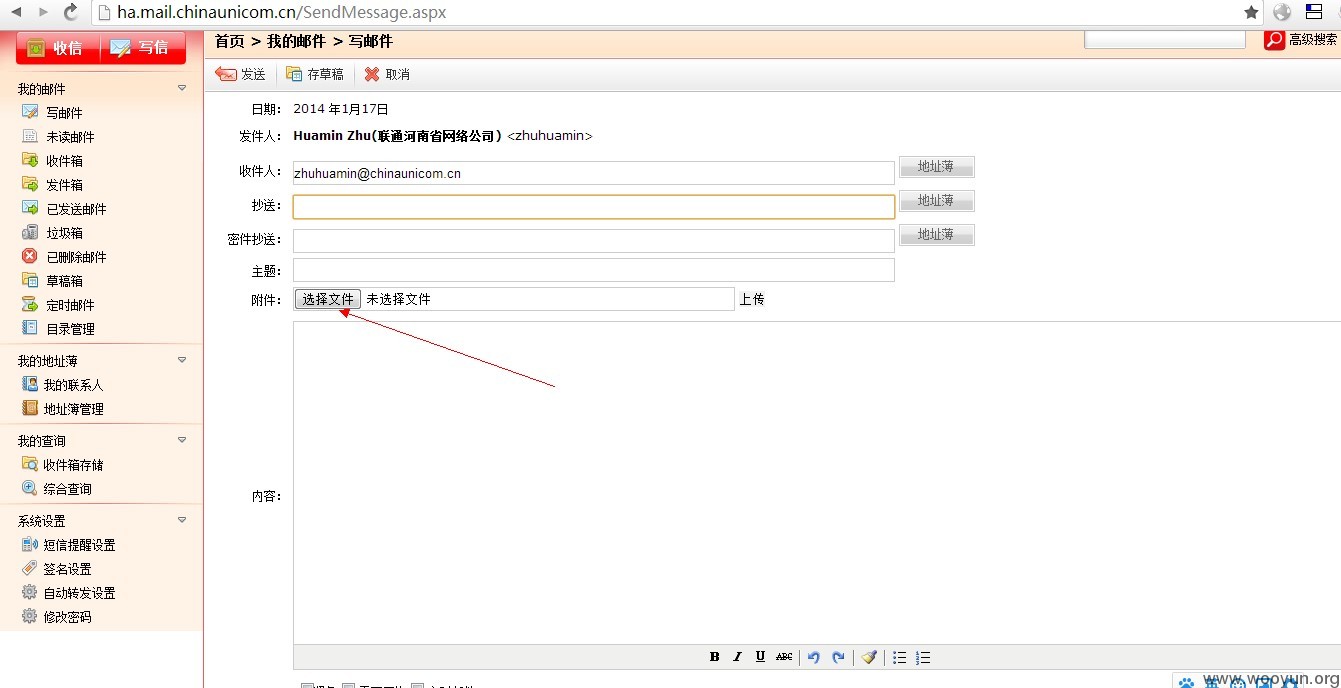 ha.mail.chinaunicom.cn/SendMessage.aspx
收信 写信
首页 > 我的邮件 > 写邮件
高级搜索
发送 存草稿 取消
我的邮件
写邮件
未读邮件
收件箱
发件箱
已发送邮件
垃圾箱
已删除邮件
草稿箱
定时邮件
目录管理
我的地址薄
我的联系人
地址簿管理
我的查询
收件箱存储
综合查询
系统设置
短信提醒设置
签名设置
自动转发设置
修改密码
日期： 2014 年1月17日
发件人： Huamin Zhu(联通河南省网络公司) <zhuhuamin>
收件人： zhuhuamin@chinaunicom.cn 地址薄
抄送： 地址薄
密件抄送： 地址薄
主题：
附件： 选择文件 未选择文件 上传
内容：
B I U ABC
www.wooyun.org